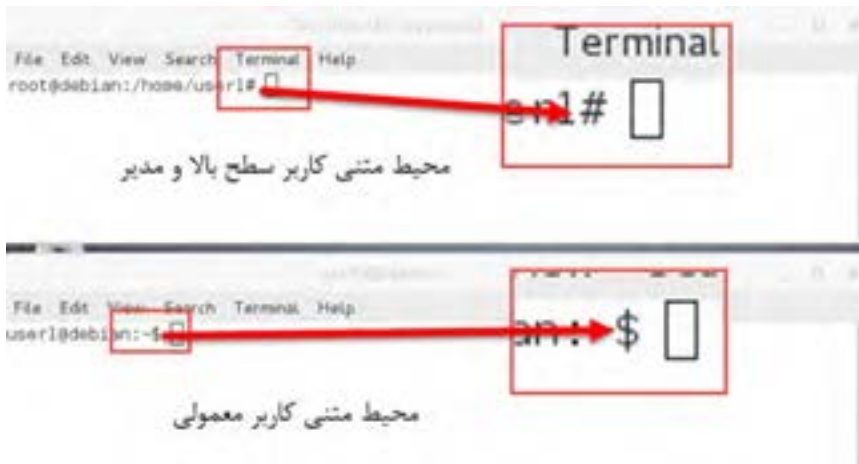 File Edit View Search Terminal Help
root@debian:/home/user1#
Terminal
er1#
محیط متنی کاربر سطح بالا و مدیر
File Edit View Search Terminal Help
user1@debian:~$
an:~$
محیط متنی کاربر معمولی